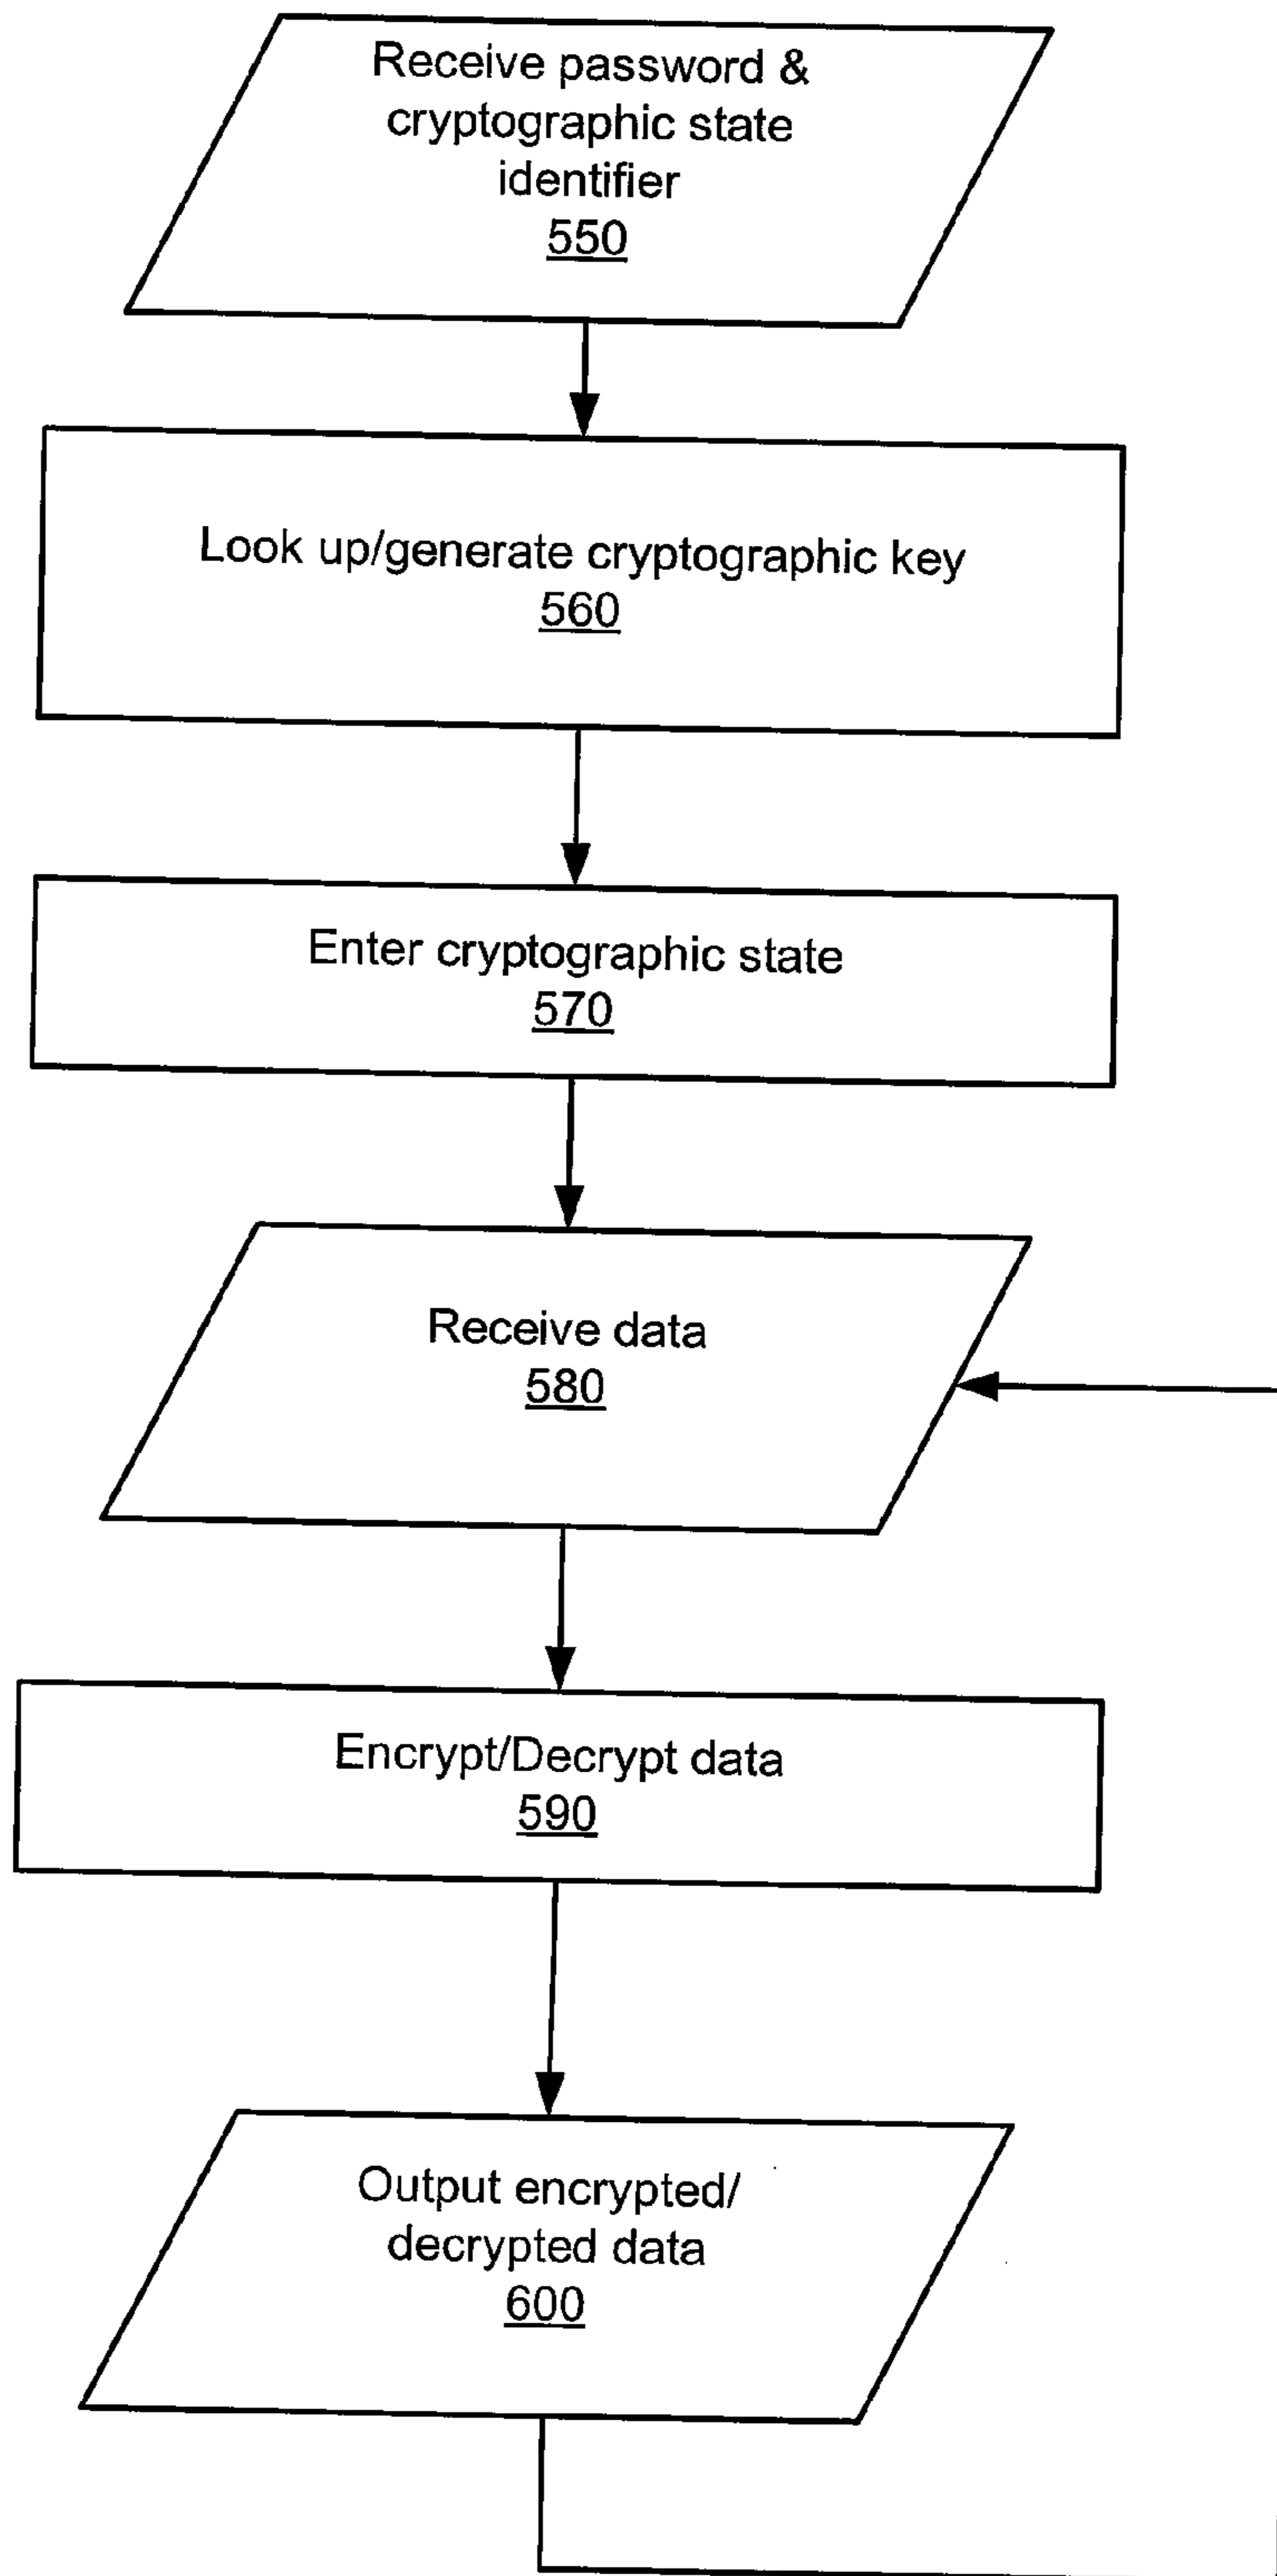 Receive password &
cryptographic state
identifier
550
Look up/generate cryptographic key
560
Enter cryptographic state
570
Receive data
580
Encrypt/Decrypt data
590
Output encrypted/
decrypted data
600